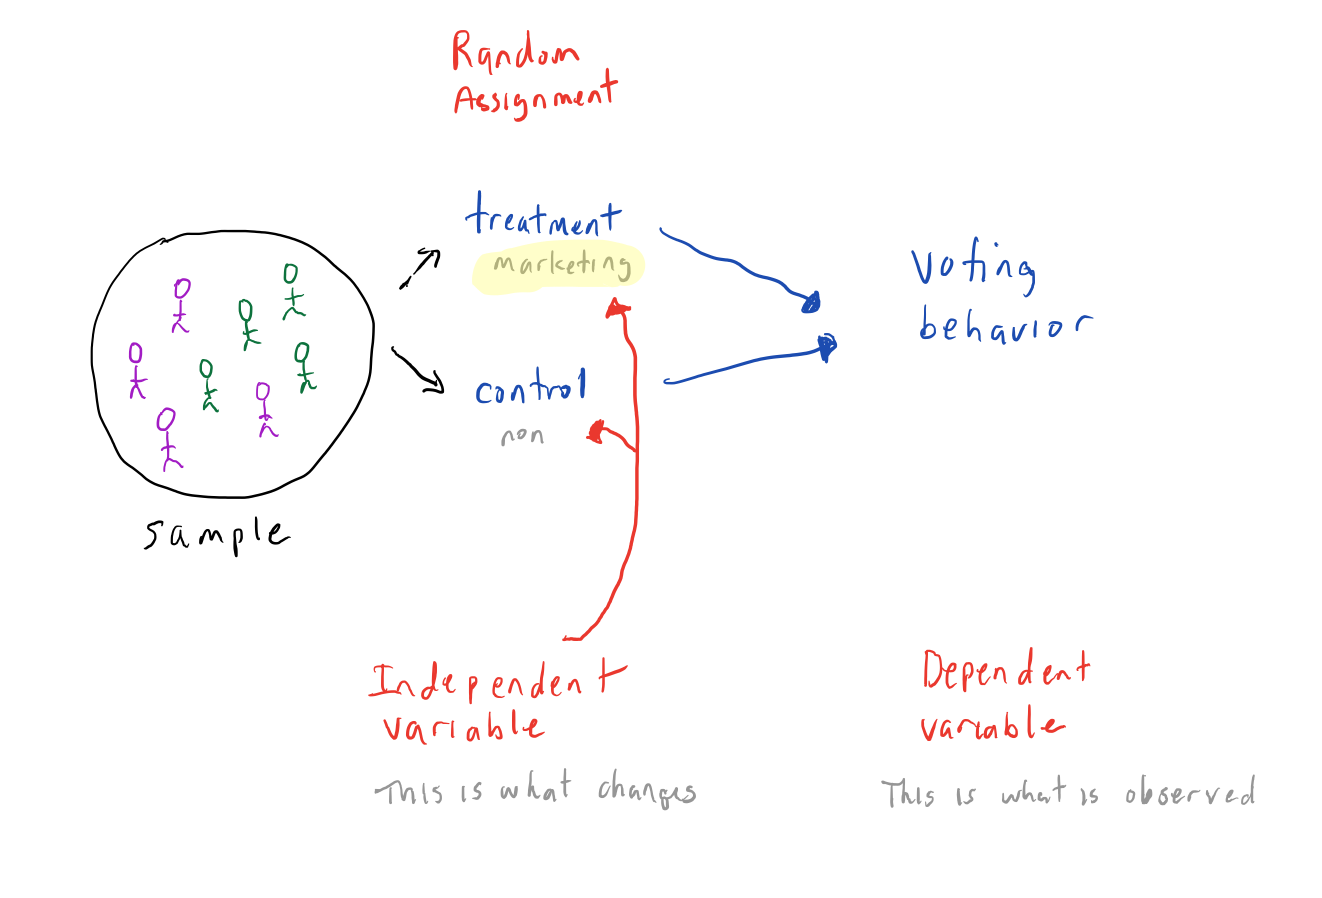 Random
Assignment
treatment
marketing
control
non
Voting
behavior
sample
Independent
variable
This is what changes
Dependent
variable
This is what is observed